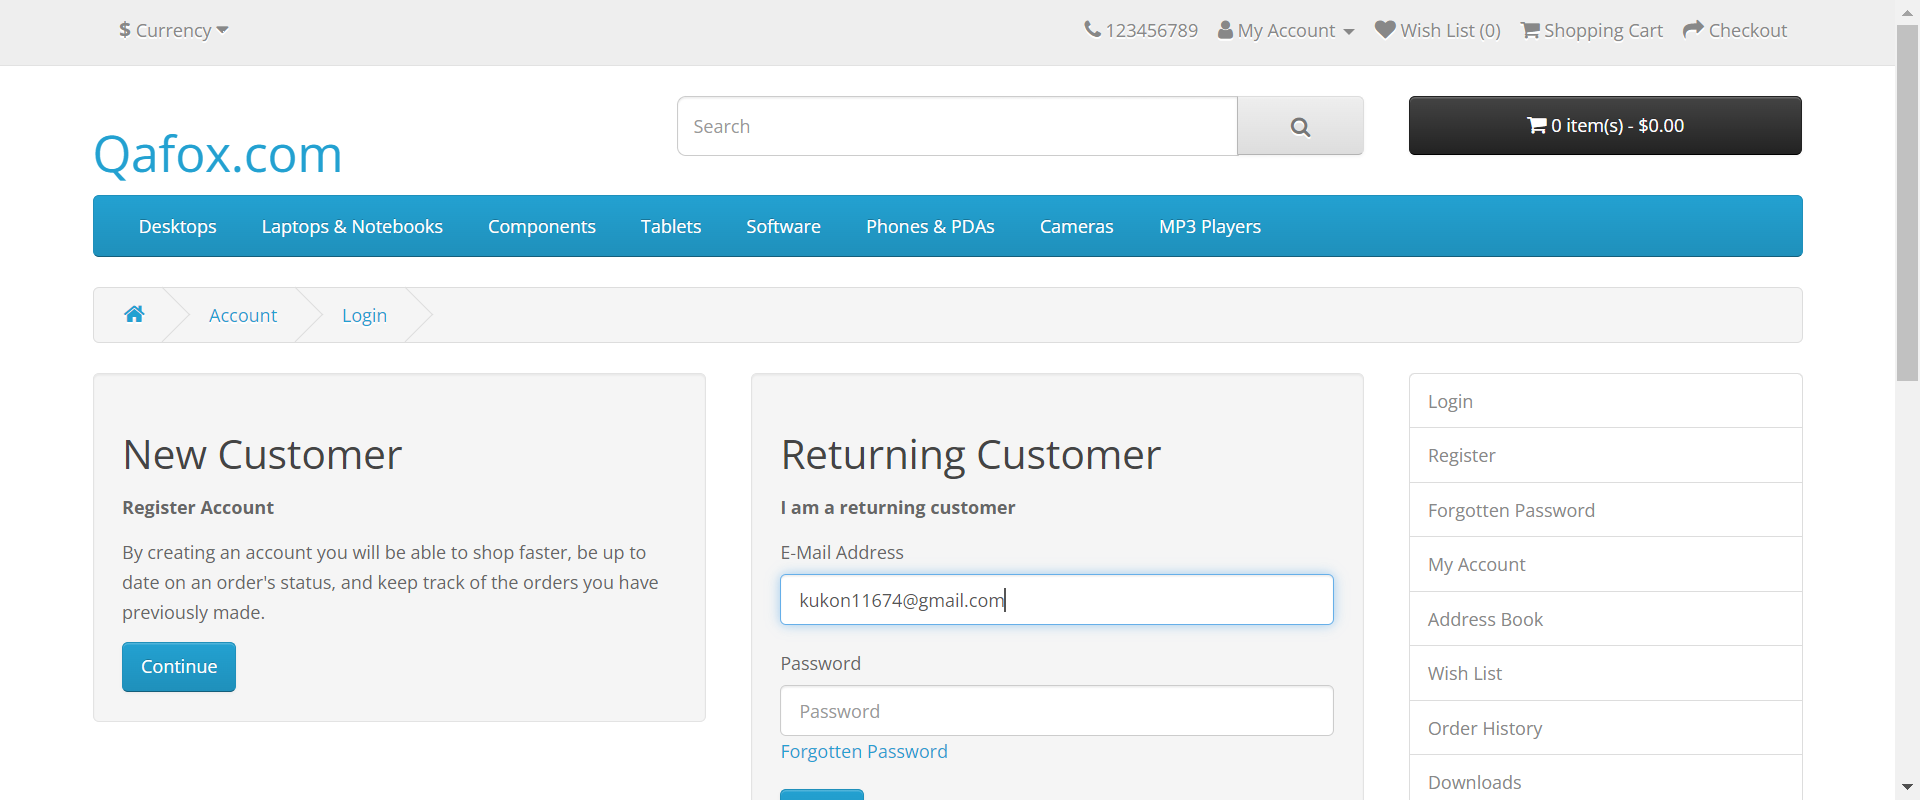 $ Currency
123456789 My Account Wish List (0) Shopping Cart Checkout
Qafox.com
Search
0 item(s) - $0.00
Desktops Laptops & Notebooks Components Tablets Software Phones & PDAs Cameras MP3 Players
Account Login
New Customer
Register Account
By creating an account you will be able to shop faster, be up to
date on an order's status, and keep track of the orders you have
previously made.
Continue
Returning Customer
I am a returning customer
E-Mail Address
kukon11674@gmail.com
Password
Password
Forgotten Password
Login
Register
Forgotten Password
My Account
Address Book
Wish List
Order History
Downloads